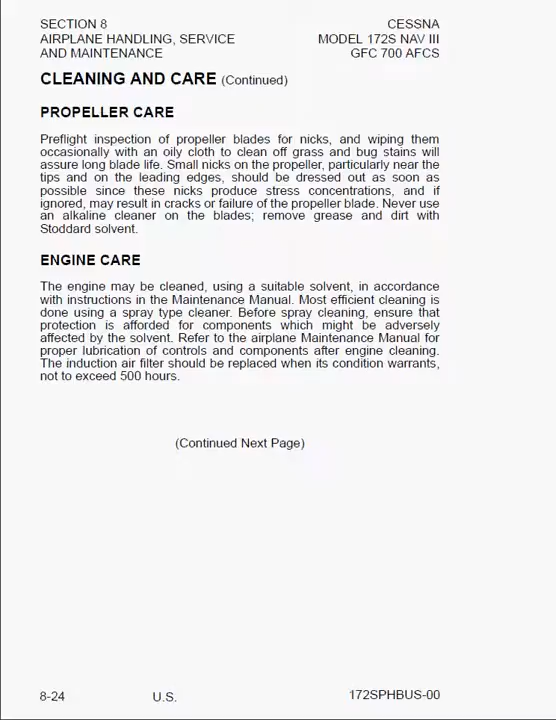 SECTION 8
CESSNA
AIRPLANE HANDLING, SERVICE
MODEL 172S NAV III
AND MAINTENANCE
GFC 700 AFCS
CLEANING AND CARE (Continued)
PROPELLER CARE
Preflight inspection of propeller blades for nicks, and wiping them
occasionally with an oily cloth to clean off grass and bug stains will
assure long blade life. Small nicks on the propeller, particularly near the
tips and on the leading edges, should be dressed out as soon as
possible since these nicks produce stress concentrations, and if
ignored, may result in cracks or failure of the propeller blade. Never use
an alkaline cleaner on the blades; remove grease and dirt with
Stoddard solvent.
ENGINE CARE
The engine may be cleaned, using a suitable solvent, in accordance
with instructions in the Maintenance Manual. Most efficient cleaning is
done using a spray type cleaner. Before spray cleaning, ensure that
protection is afforded for components which might be adversely
affected by the solvent. Refer to the airplane Maintenance Manual for
proper lubrication of controls and components after engine cleaning.
The induction air filter should be replaced when its condition warrants,
not to exceed 500 hours.
(Continued Next Page)
8-24
U.S.
172SPHBUS-00